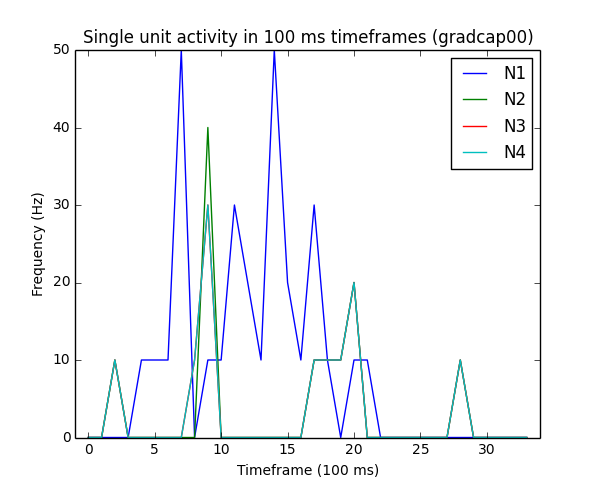 Single unit activity in 100 ms timeframes (gradcap00)
50
40
30
20
10
0
Frequency (Hz)
N1
N2
N3
N4
0 5 10 15 20 25 30
Timeframe (100 ms)